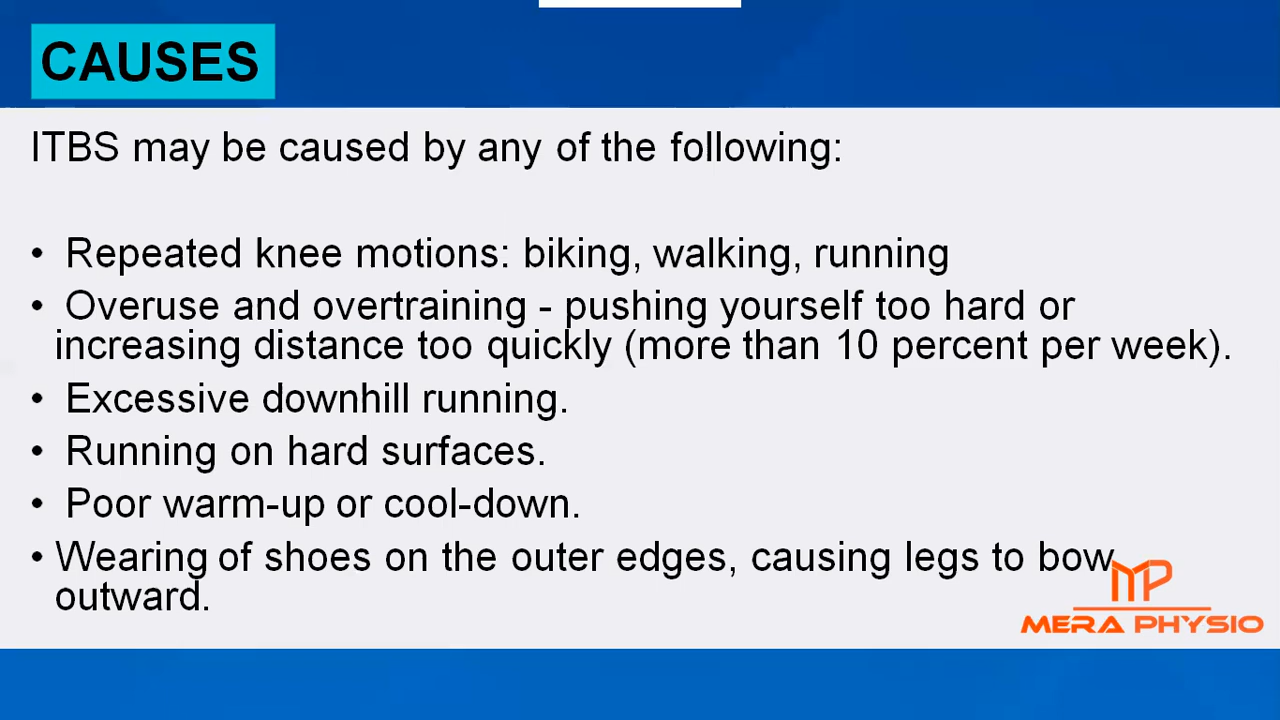 CAUSES
ITBS may be caused by any of the following:
• Repeated knee motions: biking, walking, running
• Overuse and overtraining - pushing yourself too hard or
increasing distance too quickly (more than 10 percent per week).
• Excessive downhill running.
• Running on hard surfaces.
• Poor warm-up or cool-down.
• Wearing of shoes on the outer edges, causing legs to bow
outward.
MP
MERA PHYSIO